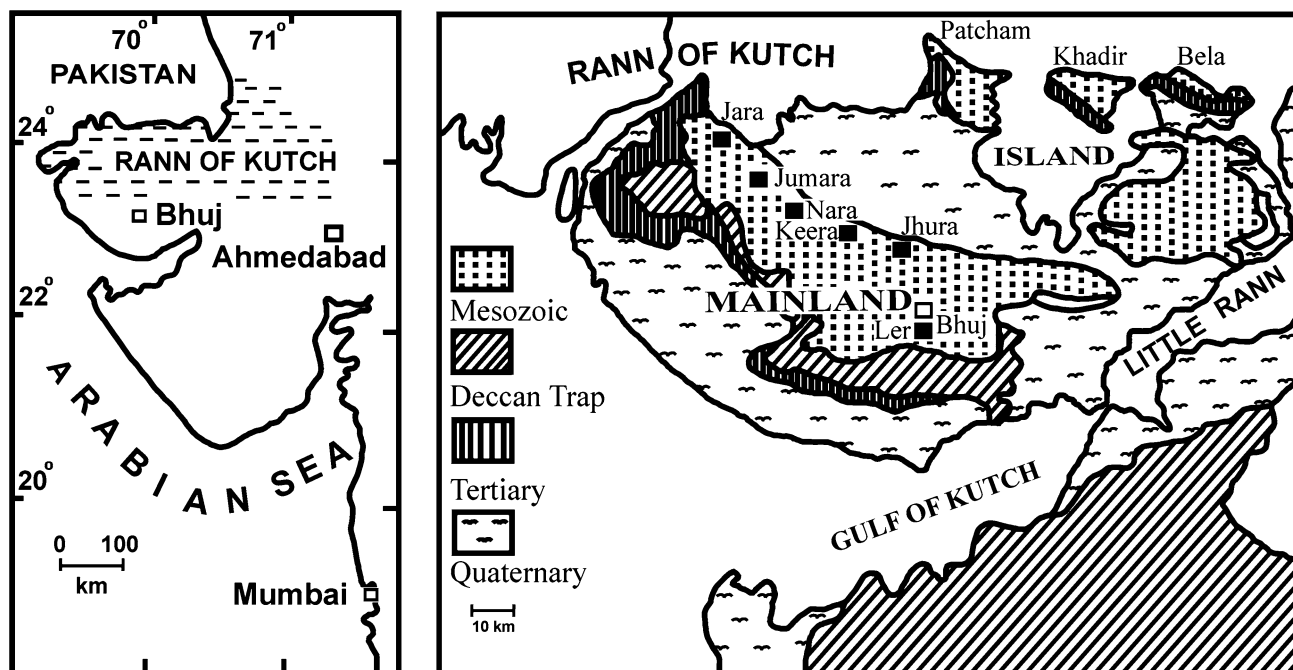 70° 71°
PAKISTAN
24°
RANN OF KUTCH
Bhuj
Ahmedabad
22°
ARABIAN SEA
20°
0 100
km
Mumbai
RANN OF KUTCH
Patcham
Khadir
Bela
Jara
ISLAND
Jumara
Nara
Keera
Jhura
MAINLAND
Ler
Bhuj
LITTLE RANN
GULF OF KUTCH
Mesozoic
Deccan Trap
Tertiary
Quaternary
10 km